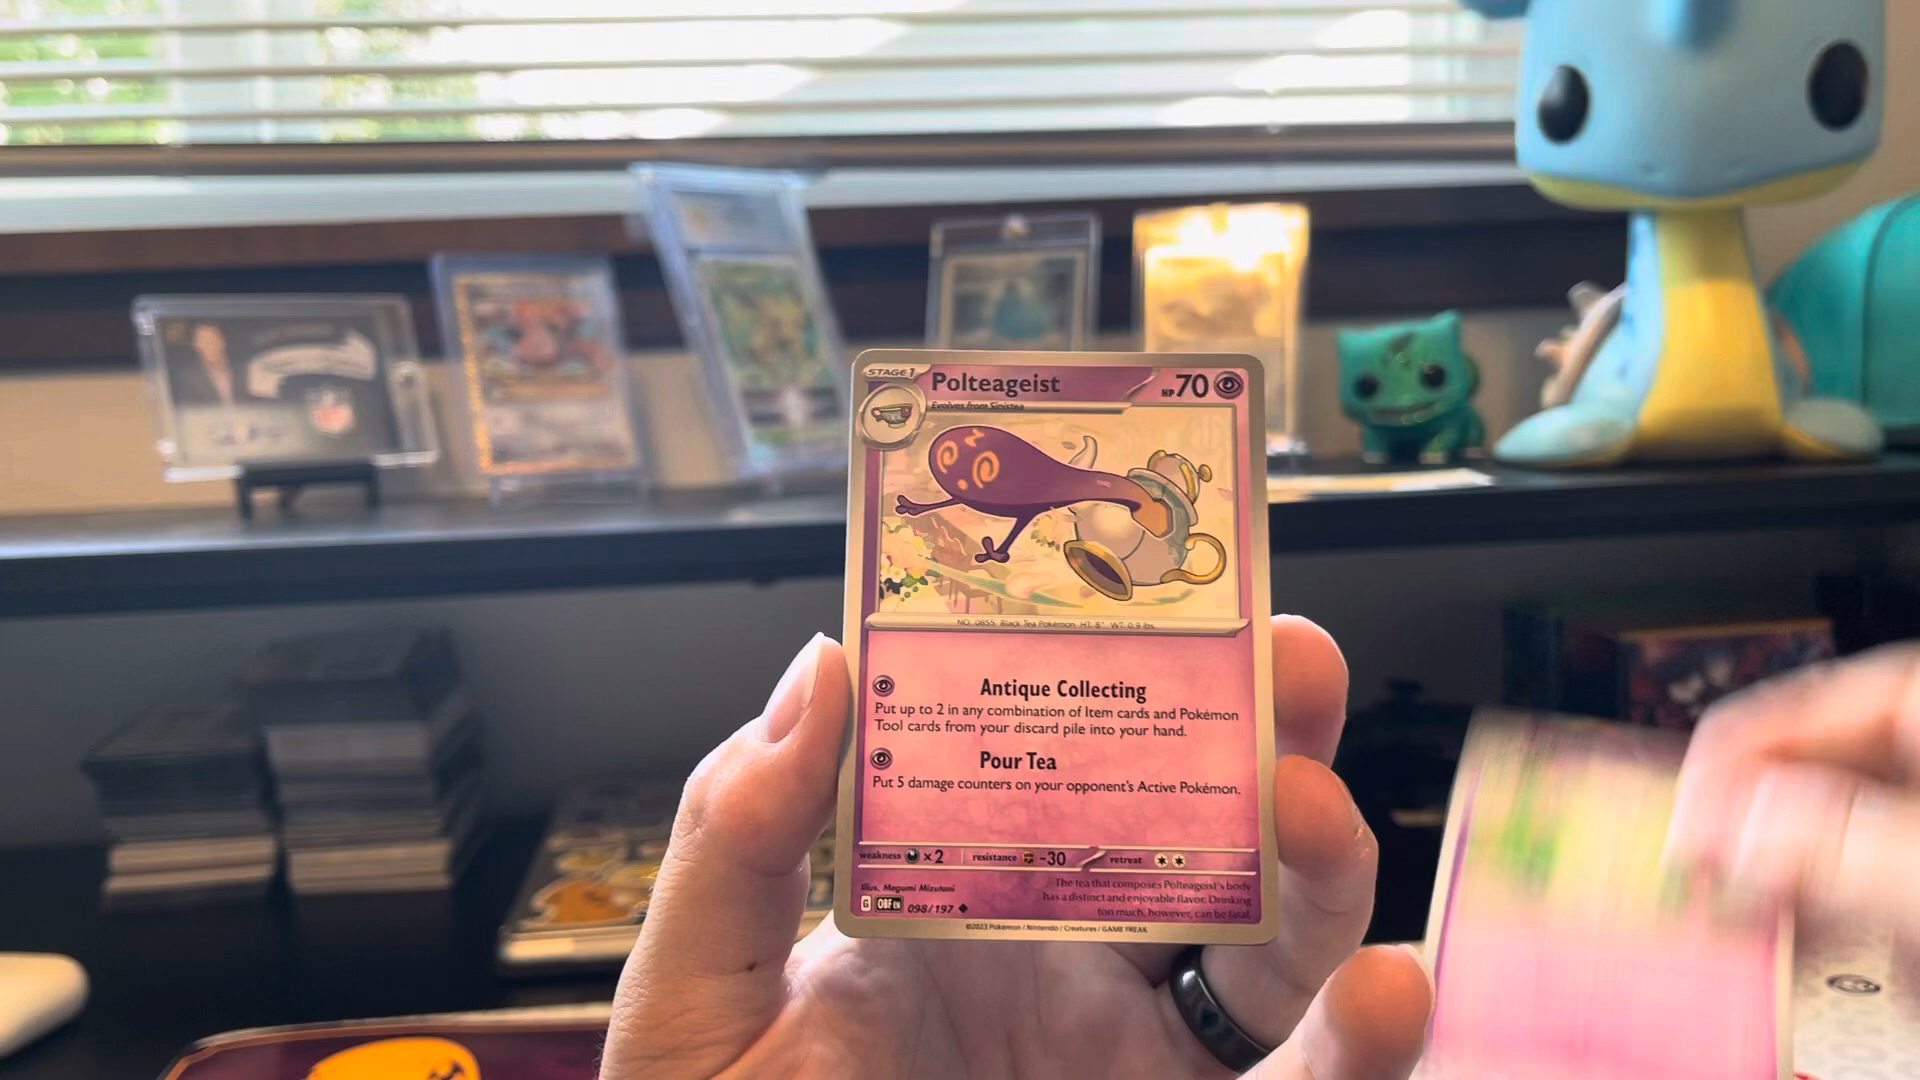 STAGE 1
Polteageist
HP 70
Evolves from Sinistea
NO. 0855 Black Tea Pokémon HT: 8" WT: 0.9 lbs.
Antique Collecting
Put up to 2 in any combination of Item cards and Pokémon
Tool cards from your discard pile into your hand.
Pour Tea
Put 5 damage counters on your opponent's Active Pokémon.
weakness ×2 resistance -30 retreat
Illus. Megumi Mizutani
G OBF EN 098/197
The tea that composes Polteageist's body
has a distinct and enjoyable flavor. Drinking
too much, however, can be fatal.
©2023 Pokémon / Nintendo / Creatures / GAME FREAK
NFL